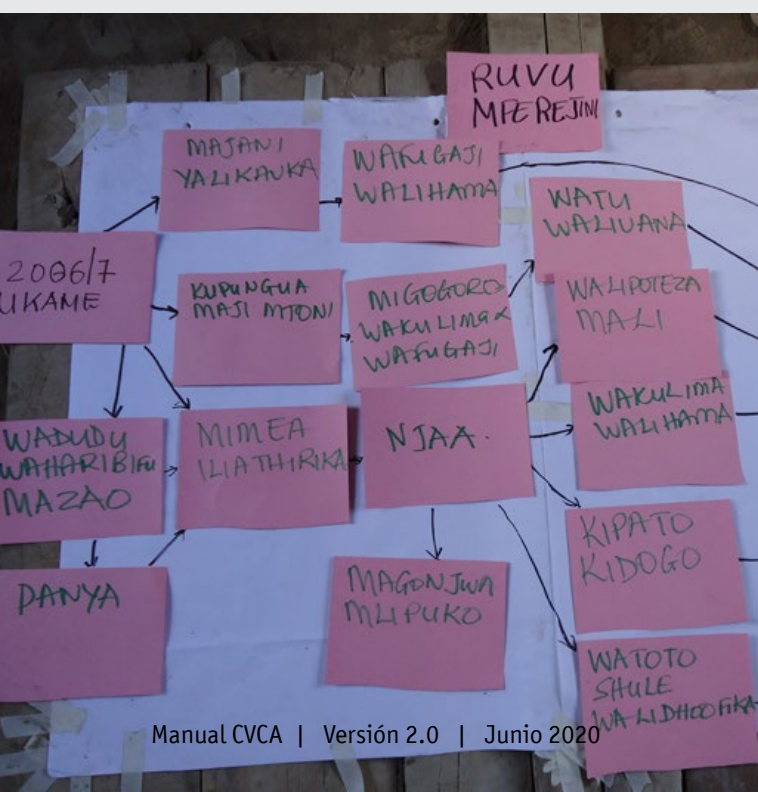 RUVU
MFEREJINI
MAJANI
YALIKAUKA
WAFUGAJI
WALIHAMA
WATU
WALIUANA
2006/7
UKAME
KUPUNGUA
MAJI MTONI
MIGOGORO
WAKULIMA &
WAFUGAJI
WALIPOTEZA
MALI
WADUDU
WAHARIBIFU
MAZAO
MIMEA
ILIATHIRIKA
NJAA.
WAKULIMA
WALIHAMA
PANYA
MAGONJWA
MLIPUKO
KIPATO
KIDOGO
WATOTO
SHULE
WALIDHOOFIKA
Manual CVCA | Versión 2.0 | Junio 2020